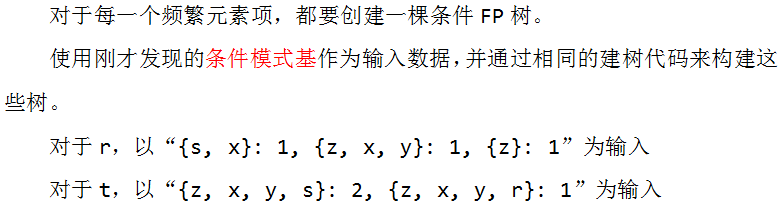 对于每一个频繁元素项，都要创建一棵条件 FP 树。
使用刚才发现的条件模式基作为输入数据，并通过相同的建树代码来构建这
些树。
对于 r，以“{s, x}: 1, {z, x, y}: 1, {z}: 1”为输入
对于 t，以“{z, x, y, s}: 2, {z, x, y, r}: 1”为输入